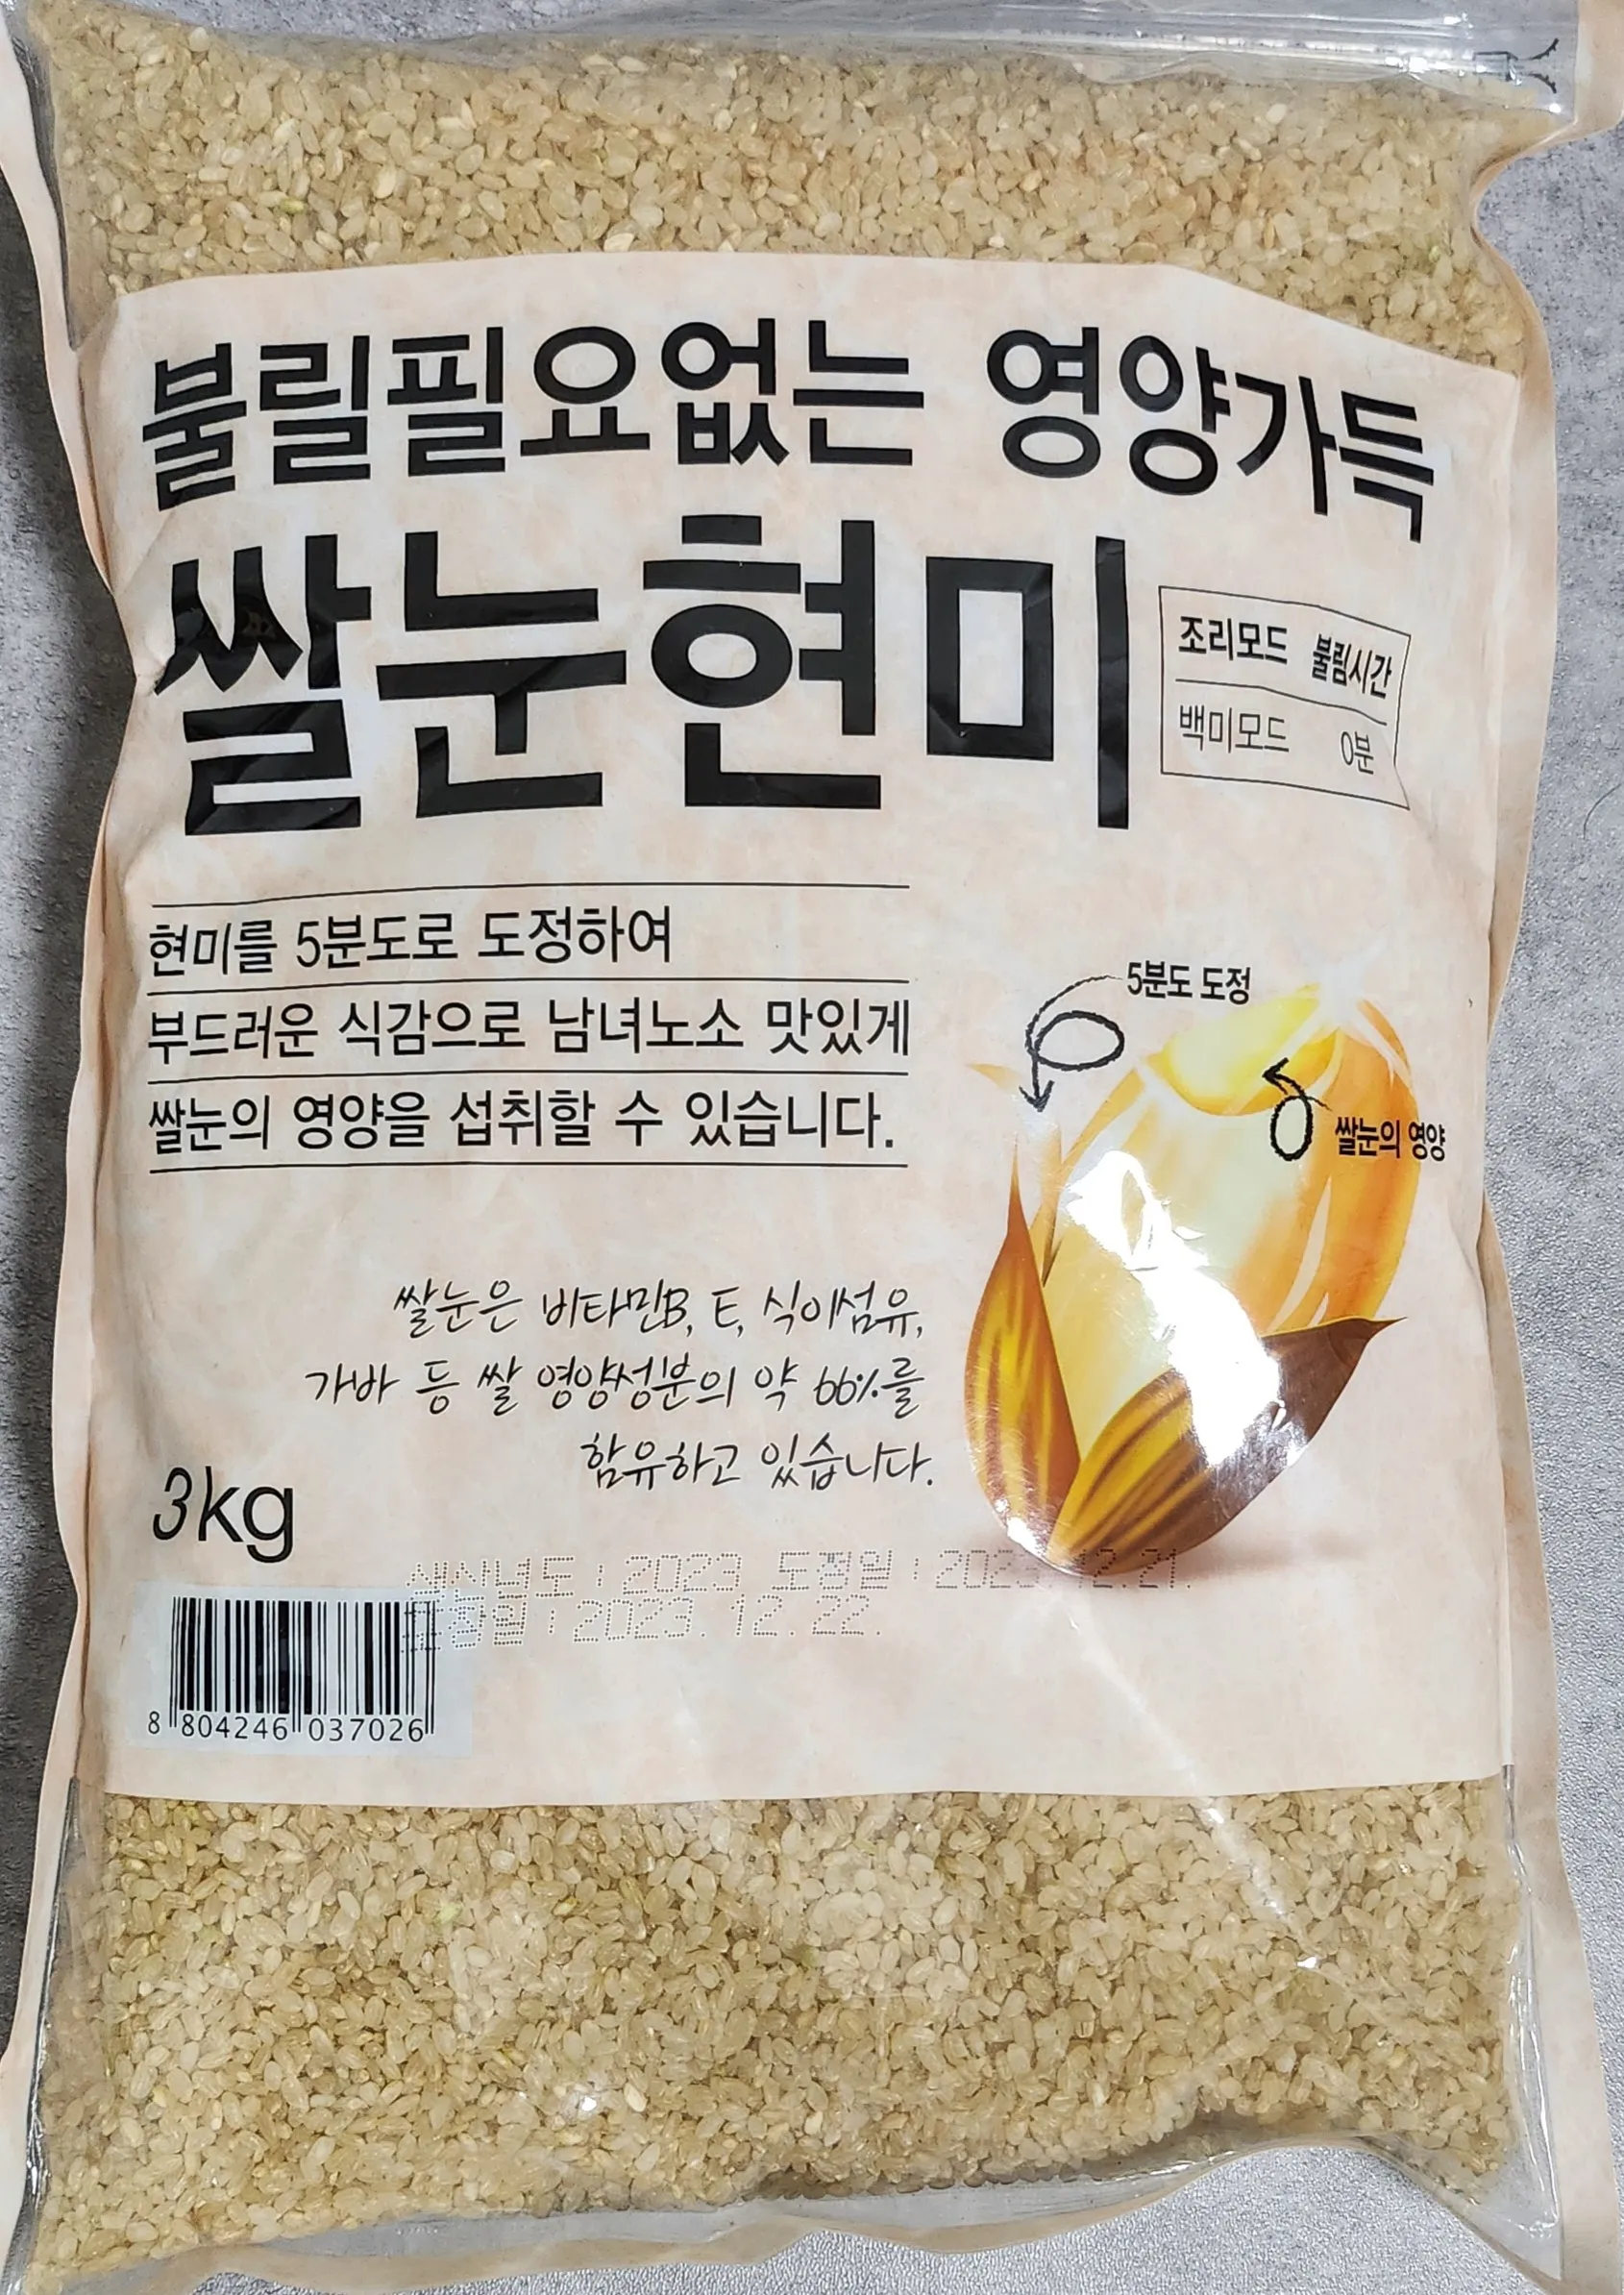 불릴필요없는 영양가득
쌀눈현미
조리모드 불림시간
백미모드 0분
현미를 5분도로 도정하여
부드러운 식감으로 남녀노소 맛있게
쌀눈의 영양을 섭취할 수 있습니다.
5분도 도정
쌀눈의 영양
쌀눈은 비타민B, E, 식이섬유,
가바 등 쌀 영양성분의 약 66%를
함유하고 있습니다.
3kg
생산년도 : 2023 도정일 : 2023.12.21.
포장일 : 2023.12.22.
8 804246 037026